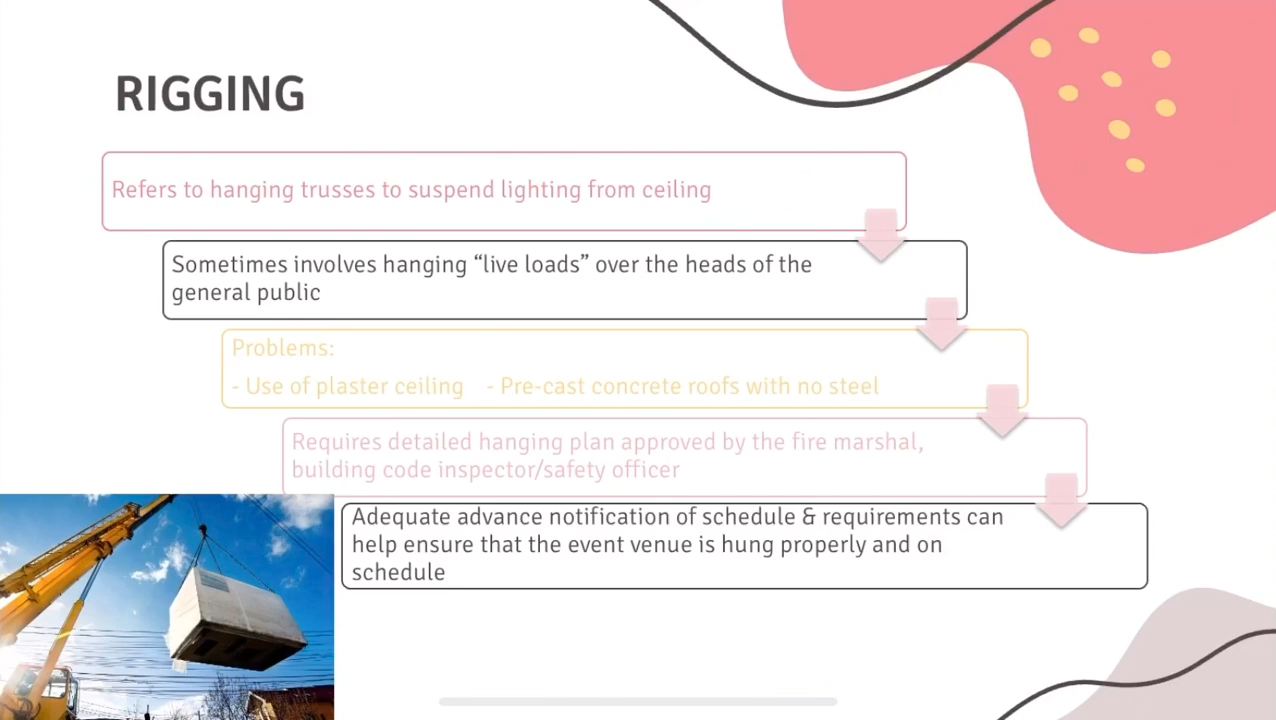 RIGGING
Refers to hanging trusses to suspend lighting from ceiling
Sometimes involves hanging “live loads” over the heads of the
general public
Problems:
- Use of plaster ceiling - Pre-cast concrete roofs with no steel
Requires detailed hanging plan approved by the fire marshal,
building code inspector/safety officer
Adequate advance notification of schedule & requirements can
help ensure that the event venue is hung properly and on
schedule